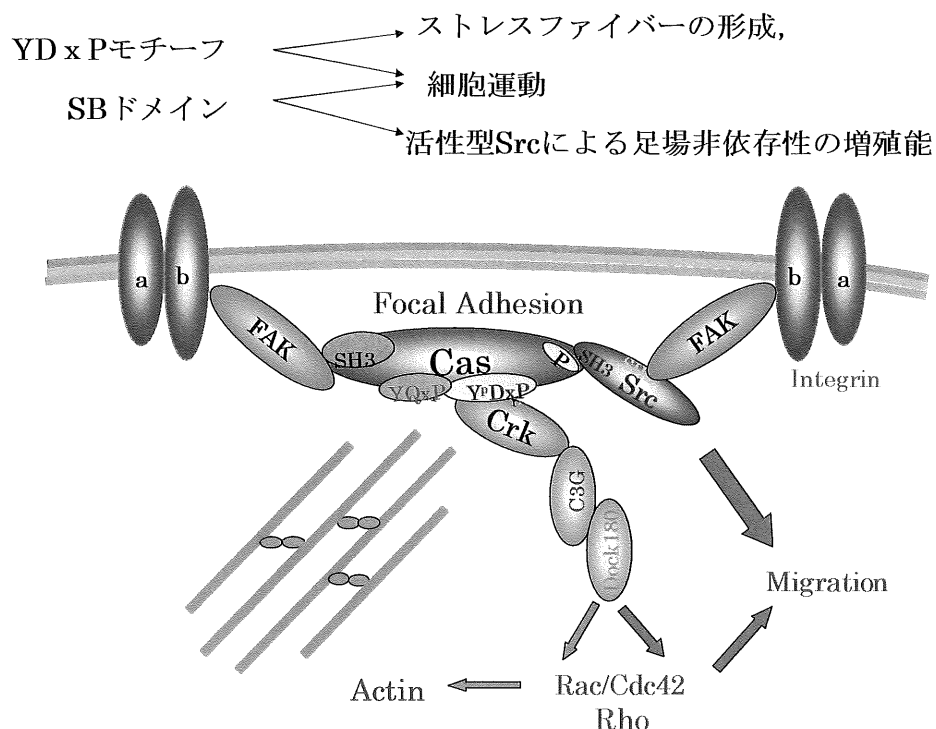 YD x Pモチーフ
SBドメイン
ストレスファイバーの形成,
細胞運動
活性型Srcによる足場非依存性の増殖能
a
b
b
a
Focal Adhesion
FAK
FAK
SH3
Cas
P
SH3
Src
Integrin
YQxP
YpDxP
Crk
C3G
Dock180
Migration
Actin
Rac/Cdc42
Rho